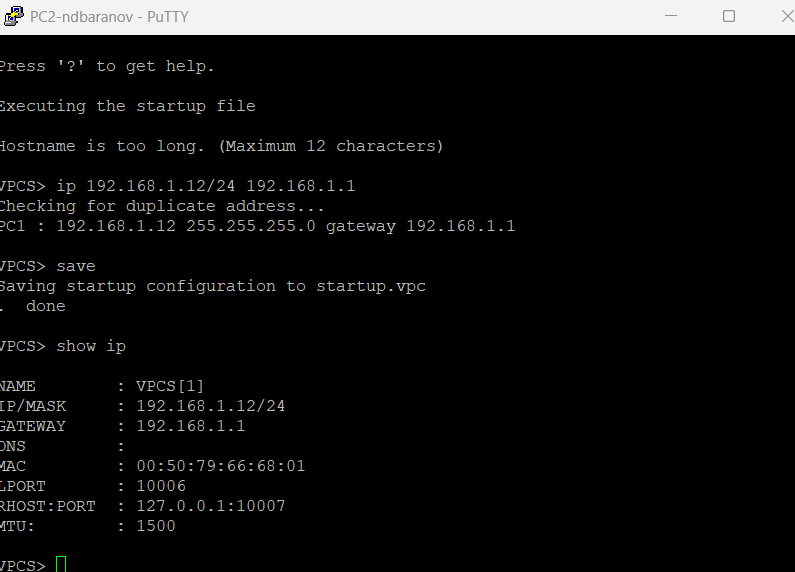 PC2-ndbaranov - PuTTY
Press '?' to get help.
Executing the startup file
Hostname is too long. (Maximum 12 characters)
VPCS> ip 192.168.1.12/24 192.168.1.1
Checking for duplicate address...
PC1 : 192.168.1.12 255.255.255.0 gateway 192.168.1.1
VPCS> save
Saving startup configuration to startup.vpc
.  done
VPCS> show ip
NAME        : VPCS[1]
IP/MASK     : 192.168.1.12/24
GATEWAY     : 192.168.1.1
DNS         :
MAC         : 00:50:79:66:68:01
LPORT       : 10006
RHOST:PORT  : 127.0.0.1:10007
MTU:        : 1500
VPCS>